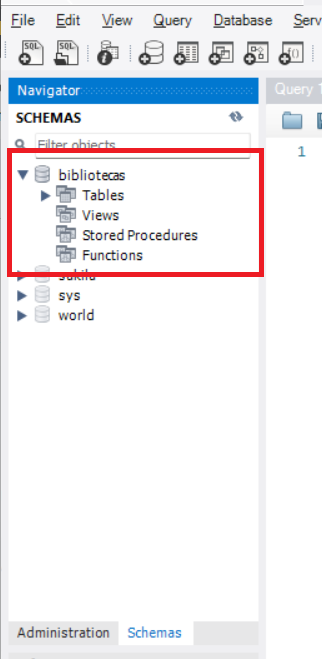 File Edit View Query Database Serv
SQL SQL
Navigator Query 1
SCHEMAS
Filter objects
1
bibliotecas
Tables
Views
Stored Procedures
Functions
sakila
sys
world
Administration Schemas